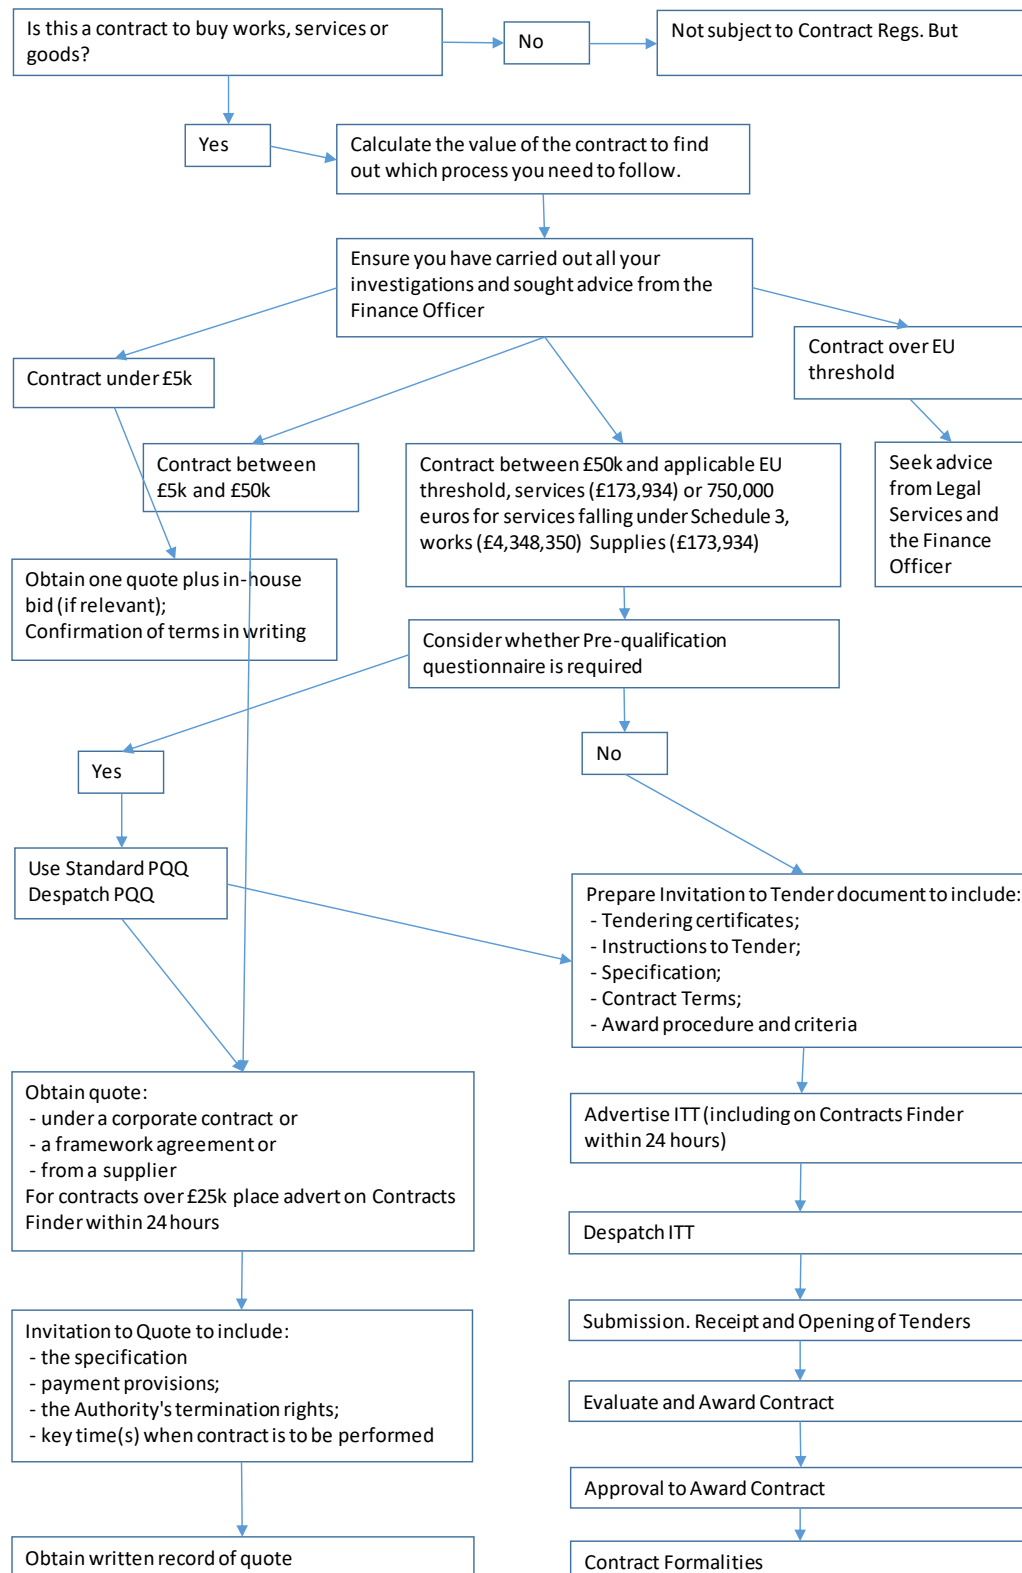 Is this a contract to buy works, services or
goods?
No
Not subject to Contract Regs. But
Yes
Calculate the value of the contract to find
out which process you need to follow.
Ensure you have carried out all your
investigations and sought advice from the
Finance Officer
Contract under £5k
Contract over EU
threshold
Contract between
£5k and £50k
Contract between £50k and applicable EU
threshold, services (£173,934) or 750,000
euros for services falling under Schedule 3,
works (£4,348,350) Supplies (£173,934)
Seek advice
from Legal
Services and
the Finance
Officer
Obtain one quote plus in-house
bid (if relevant);
Confirmation of terms in writing
Consider whether Pre-qualification
questionnaire is required
Yes
No
Use Standard PQQ
Despatch PQQ
Prepare Invitation to Tender document to include:
- Tendering certificates;
- Instructions to Tender;
- Specification;
- Contract Terms;
- Award procedure and criteria
Obtain quote:
- under a corporate contract or
- a framework agreement or
- from a supplier
For contracts over £25k place advert on Contracts
Finder within 24 hours
Advertise ITT (including on Contracts Finder
within 24 hours)
Despatch ITT
Invitation to Quote to include:
- the specification
- payment provisions;
- the Authority's termination rights;
- key time(s) when contract is to be performed
Submission. Receipt and Opening of Tenders
Evaluate and Award Contract
Approval to Award Contract
Obtain written record of quote
Contract Formalities